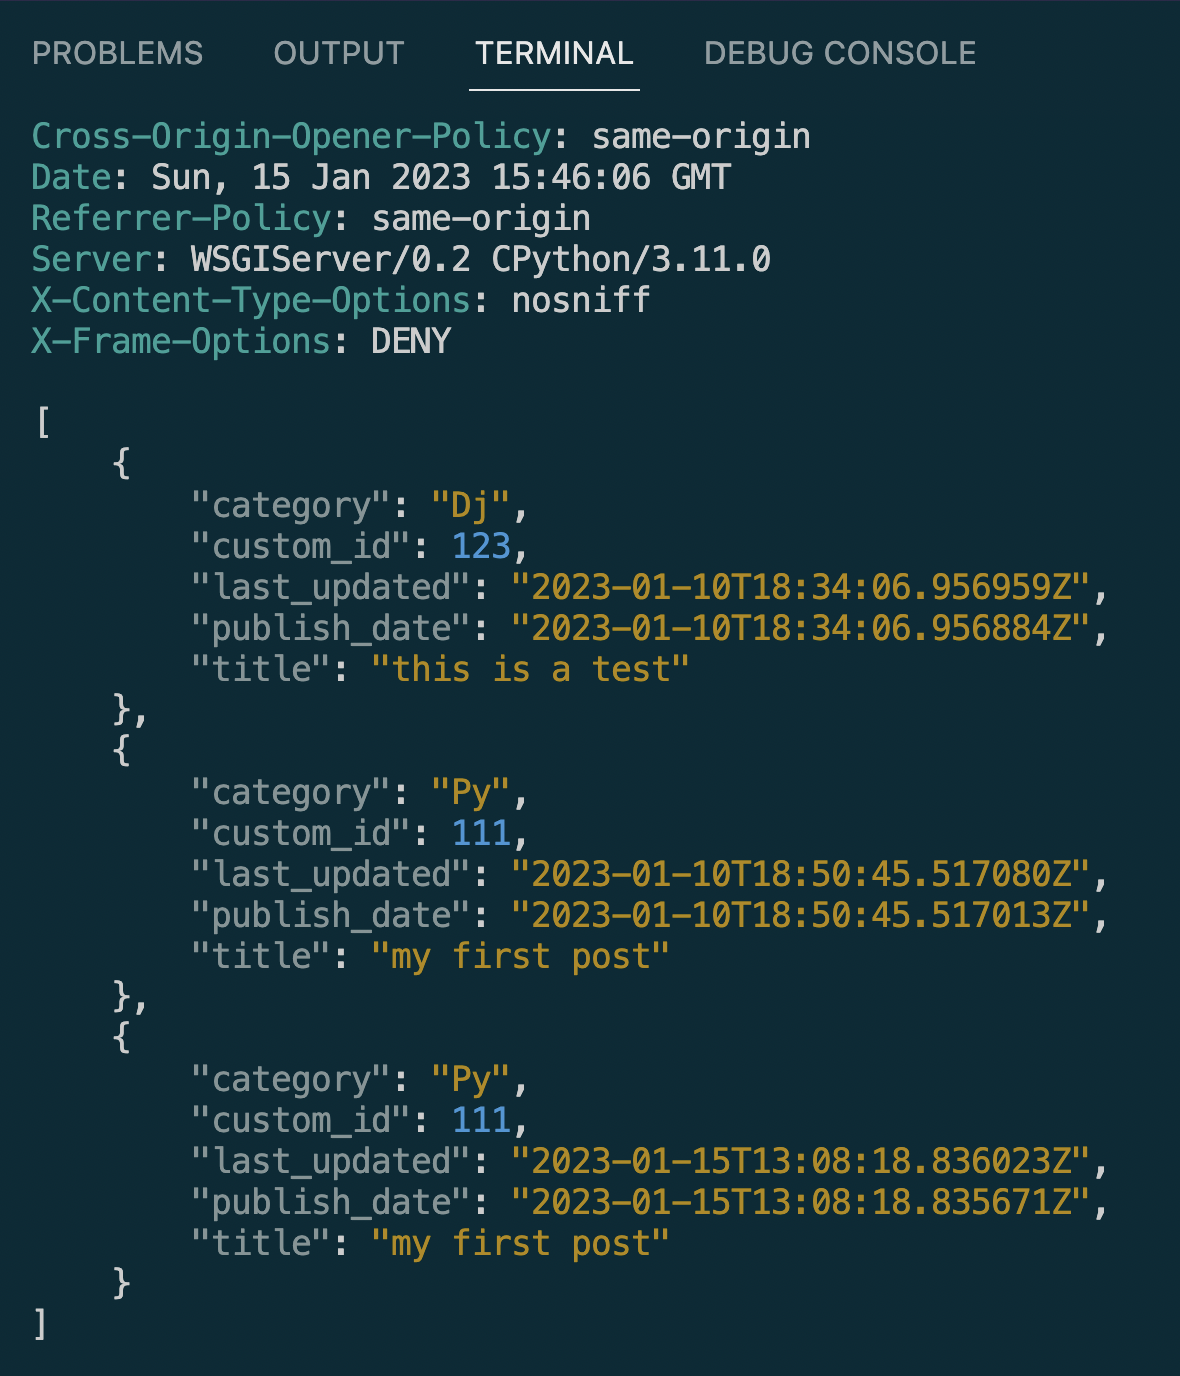 PROBLEMS OUTPUT TERMINAL DEBUG CONSOLE
Cross-Origin-Opener-Policy: same-origin
Date: Sun, 15 Jan 2023 15:46:06 GMT
Referrer-Policy: same-origin
Server: WSGIServer/0.2 CPython/3.11.0
X-Content-Type-Options: nosniff
X-Frame-Options: DENY
[
    {
        "category": "Dj",
        "custom_id": 123,
        "last_updated": "2023-01-10T18:34:06.956959Z",
        "publish_date": "2023-01-10T18:34:06.956884Z",
        "title": "this is a test"
    },
    {
        "category": "Py",
        "custom_id": 111,
        "last_updated": "2023-01-10T18:50:45.517080Z",
        "publish_date": "2023-01-10T18:50:45.517013Z",
        "title": "my first post"
    },
    {
        "category": "Py",
        "custom_id": 111,
        "last_updated": "2023-01-15T13:08:18.836023Z",
        "publish_date": "2023-01-15T13:08:18.835671Z",
        "title": "my first post"
    }
]